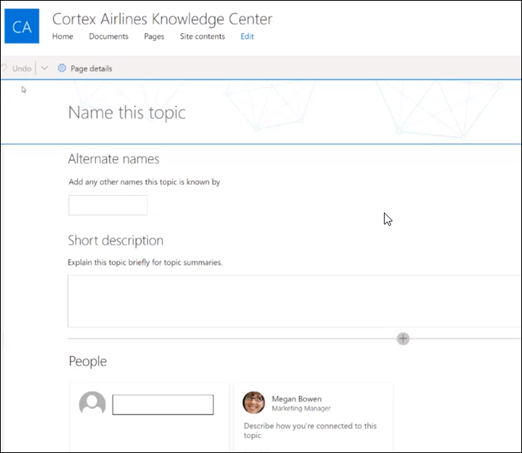 CA
Cortex Airlines Knowledge Center
Home Documents Pages Site contents Edit
Undo Page details
Name this topic
Alternate names
Add any other names this topic is known by
Short description
Explain this topic briefly for topic summaries.
People
Megan Bowen
Marketing Manager
Describe how you're connected to this
topic